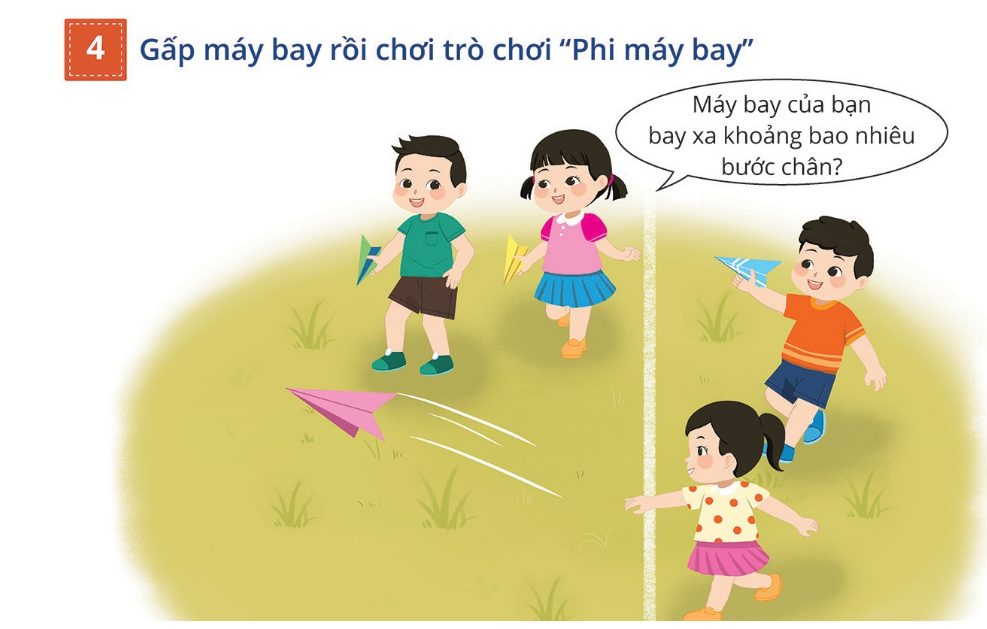 4 Gấp máy bay rồi chơi trò chơi “Phi máy bay”
Máy bay của bạn
bay xa khoảng bao nhiêu
bước chân?